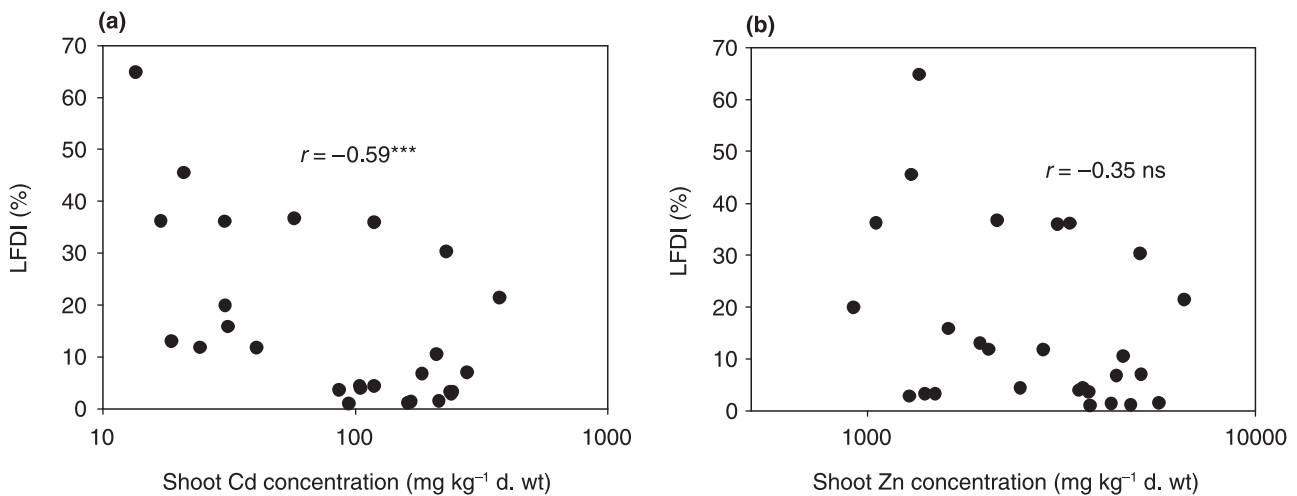 (a)
70
60
50
40
30
20
10
0
LFDI (%)
r = −0.59***
10
100
1000
Shoot Cd concentration (mg kg⁻¹ d. wt)
(b)
70
60
50
40
30
20
10
0
LFDI (%)
r = −0.35 ns
1000
10000
Shoot Zn concentration (mg kg⁻¹ d. wt)